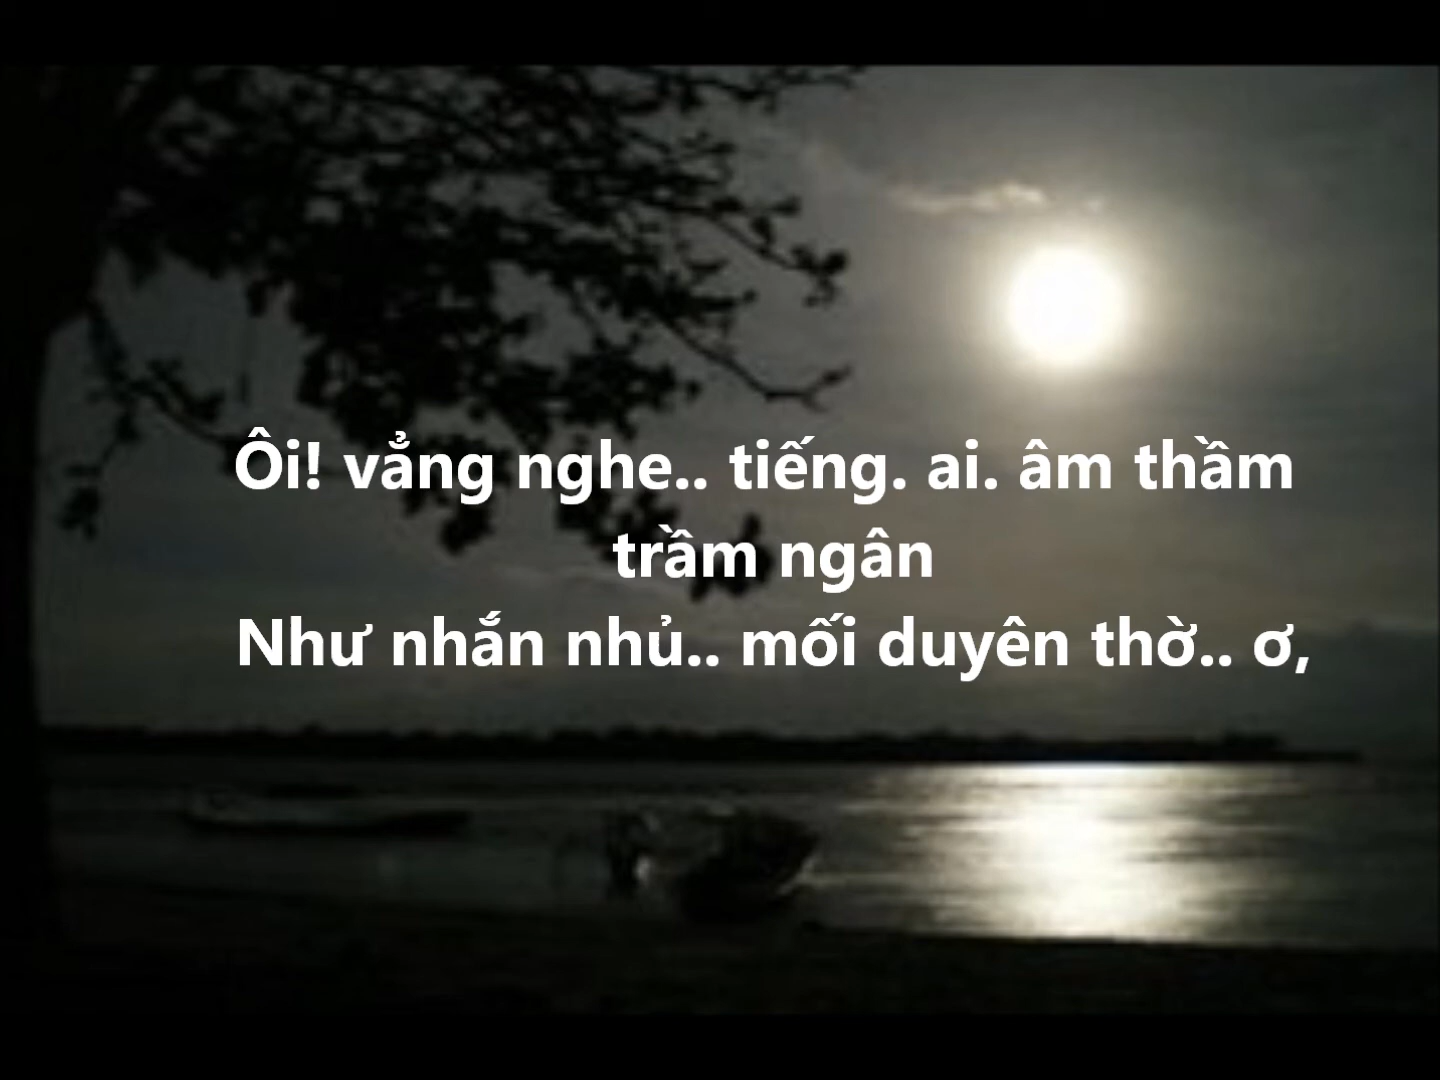 Ôi! vẳng nghe.. tiếng. ai. âm thầm
trầm ngân
Như nhắn nhủ.. mối duyên thờ.. ơ,